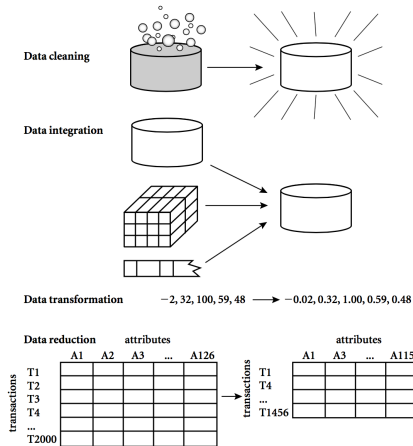 Data cleaning
Data integration
Data transformation −2, 32, 100, 59, 48 → −0.02, 0.32, 1.00, 0.59, 0.48
Data reduction attributes
A1 A2 A3 ... A126
transactions
T1
T2
T3
T4
...
T2000
attributes
A1 A3 ... A115
transactions
T1
T4
...
T1456